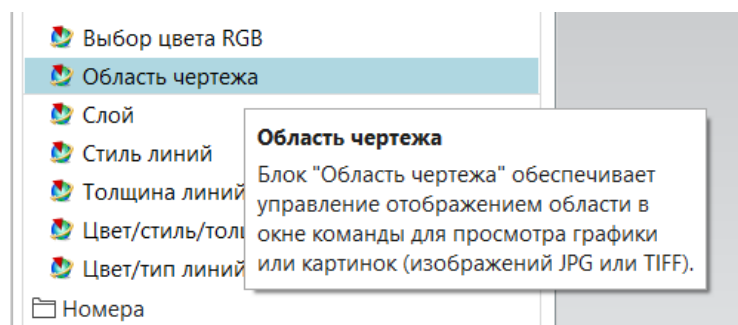 Выбор цвета RGB
Область чертежа
Слой
Стиль линий
Толщина линий
Цвет/стиль/тол
Цвет/тип линий
Номера
Область чертежа
Блок "Область чертежа" обеспечивает
управление отображением области в
окне команды для просмотра графики
или картинок (изображений JPG или TIFF).